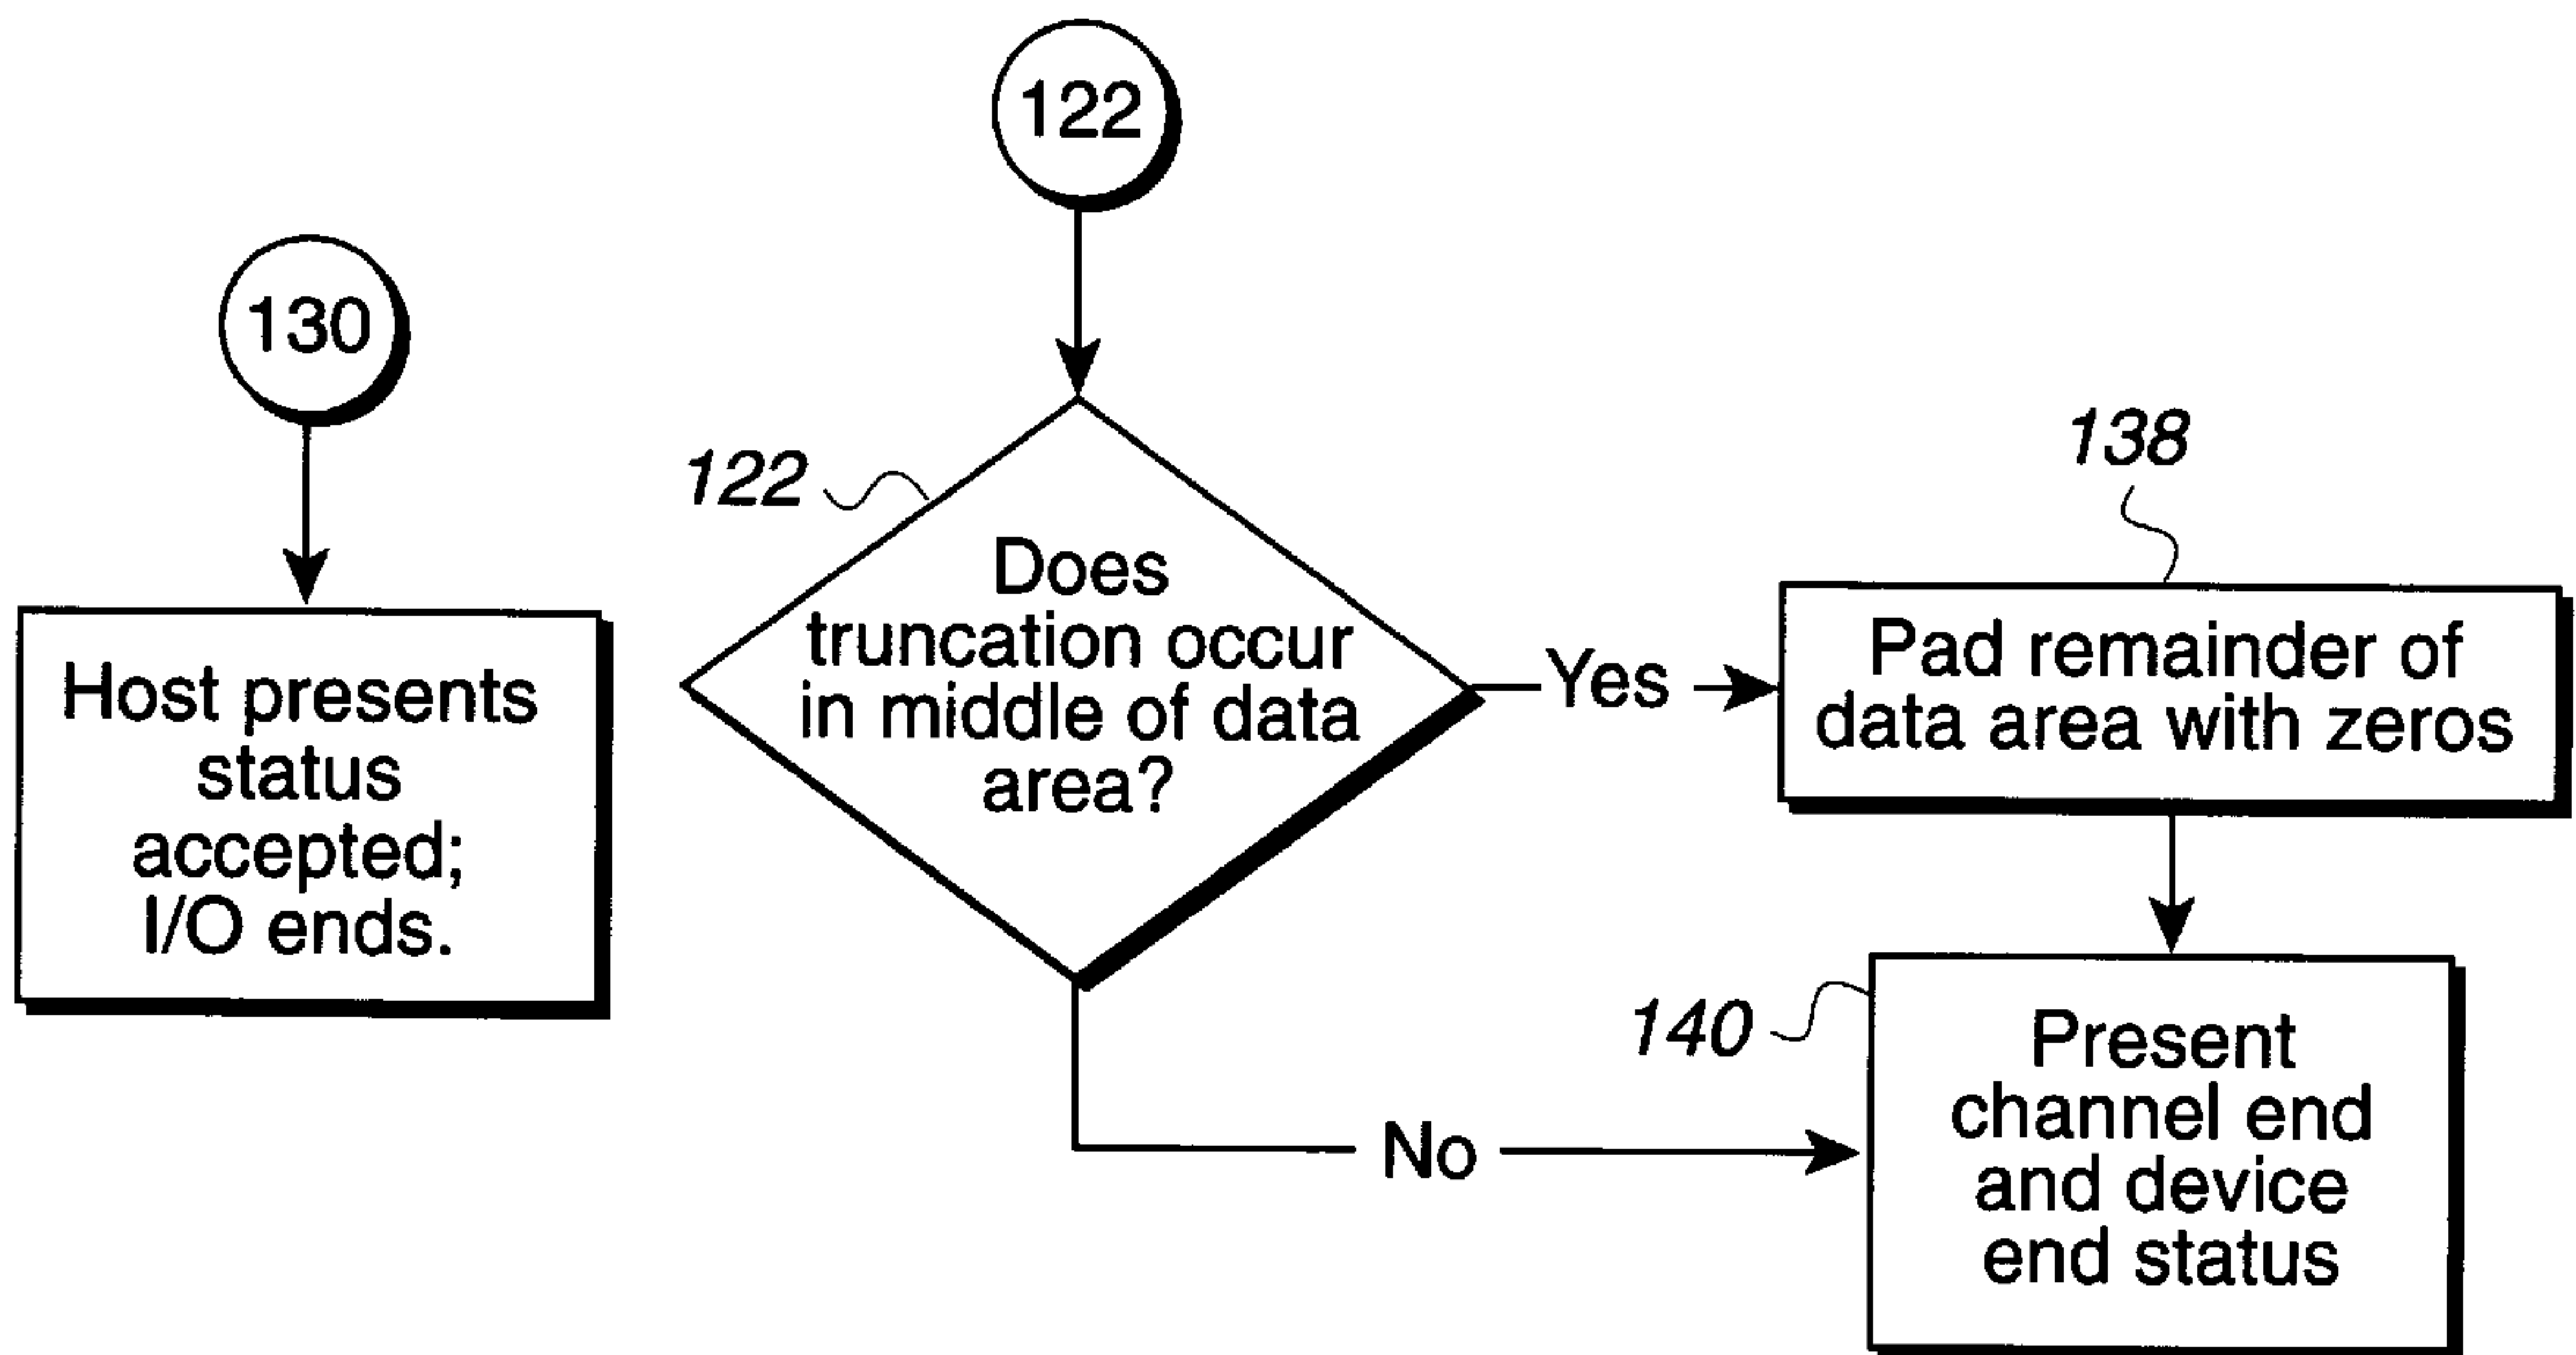 122
130
122
Does
truncation occur
in middle of data
area?
Yes
138
Pad remainder of
data area with zeros
Host presents
status
accepted;
I/O ends.
No
140
Present
channel end
and device
end status